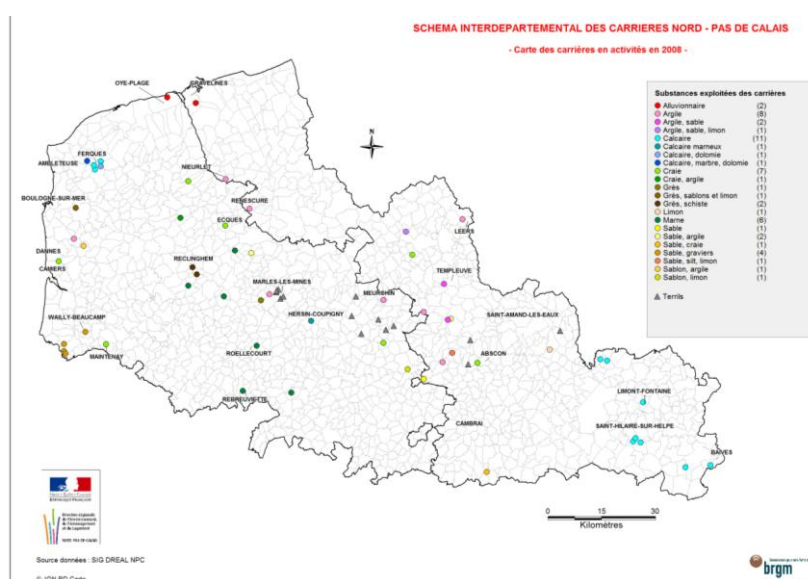 SCHEMA INTERDEPARTEMENTAL DES CARRIERES NORD - PAS DE CALAIS
- Carte des carrières en activités en 2008 -
GRAVELINES
OYE-PLAGE
N
FERQUES
AMBLETEUSE
NIEURLET
BOULOGNE-SUR-MER
RENESCURE
ECQUES
LEERS
DANNES
CAMIERS
RECLINGHEM
TEMPLEUVE
MARLES-LES-MINES
MEURCHIN
WAILLY-BEAUCAMP
HERSIN-COUPIGNY
SAINT-AMAND-LES-EAUX
MAINTENAY
ROELLECOURT
ABSCON
REBREUVIETTE
LIMONT-FONTAINE
CAMBRAI
SAINT-HILAIRE-SUR-HELPE
BAIVES
Substances exploitées des carrières
Alluvionnaire (2)
Argile (8)
Argile, sable (2)
Argile, sable, limon (1)
Calcaire (11)
Calcaire marneux (1)
Calcaire, dolomie (1)
Calcaire, marbre, dolomie (1)
Craie (7)
Craie, argile (1)
Grès (1)
Grès, sablons et limon (1)
Grès, schiste (2)
Limon (1)
Marne (6)
Sable (1)
Sable, argile (2)
Sable, craie (1)
Sable, graviers (4)
Sable, silt, limon (1)
Sablon, argile (1)
Sablon, limon (1)
Terrils
0 15 30
Kilomètres
Source données : SIG DREAL NPC
brgm